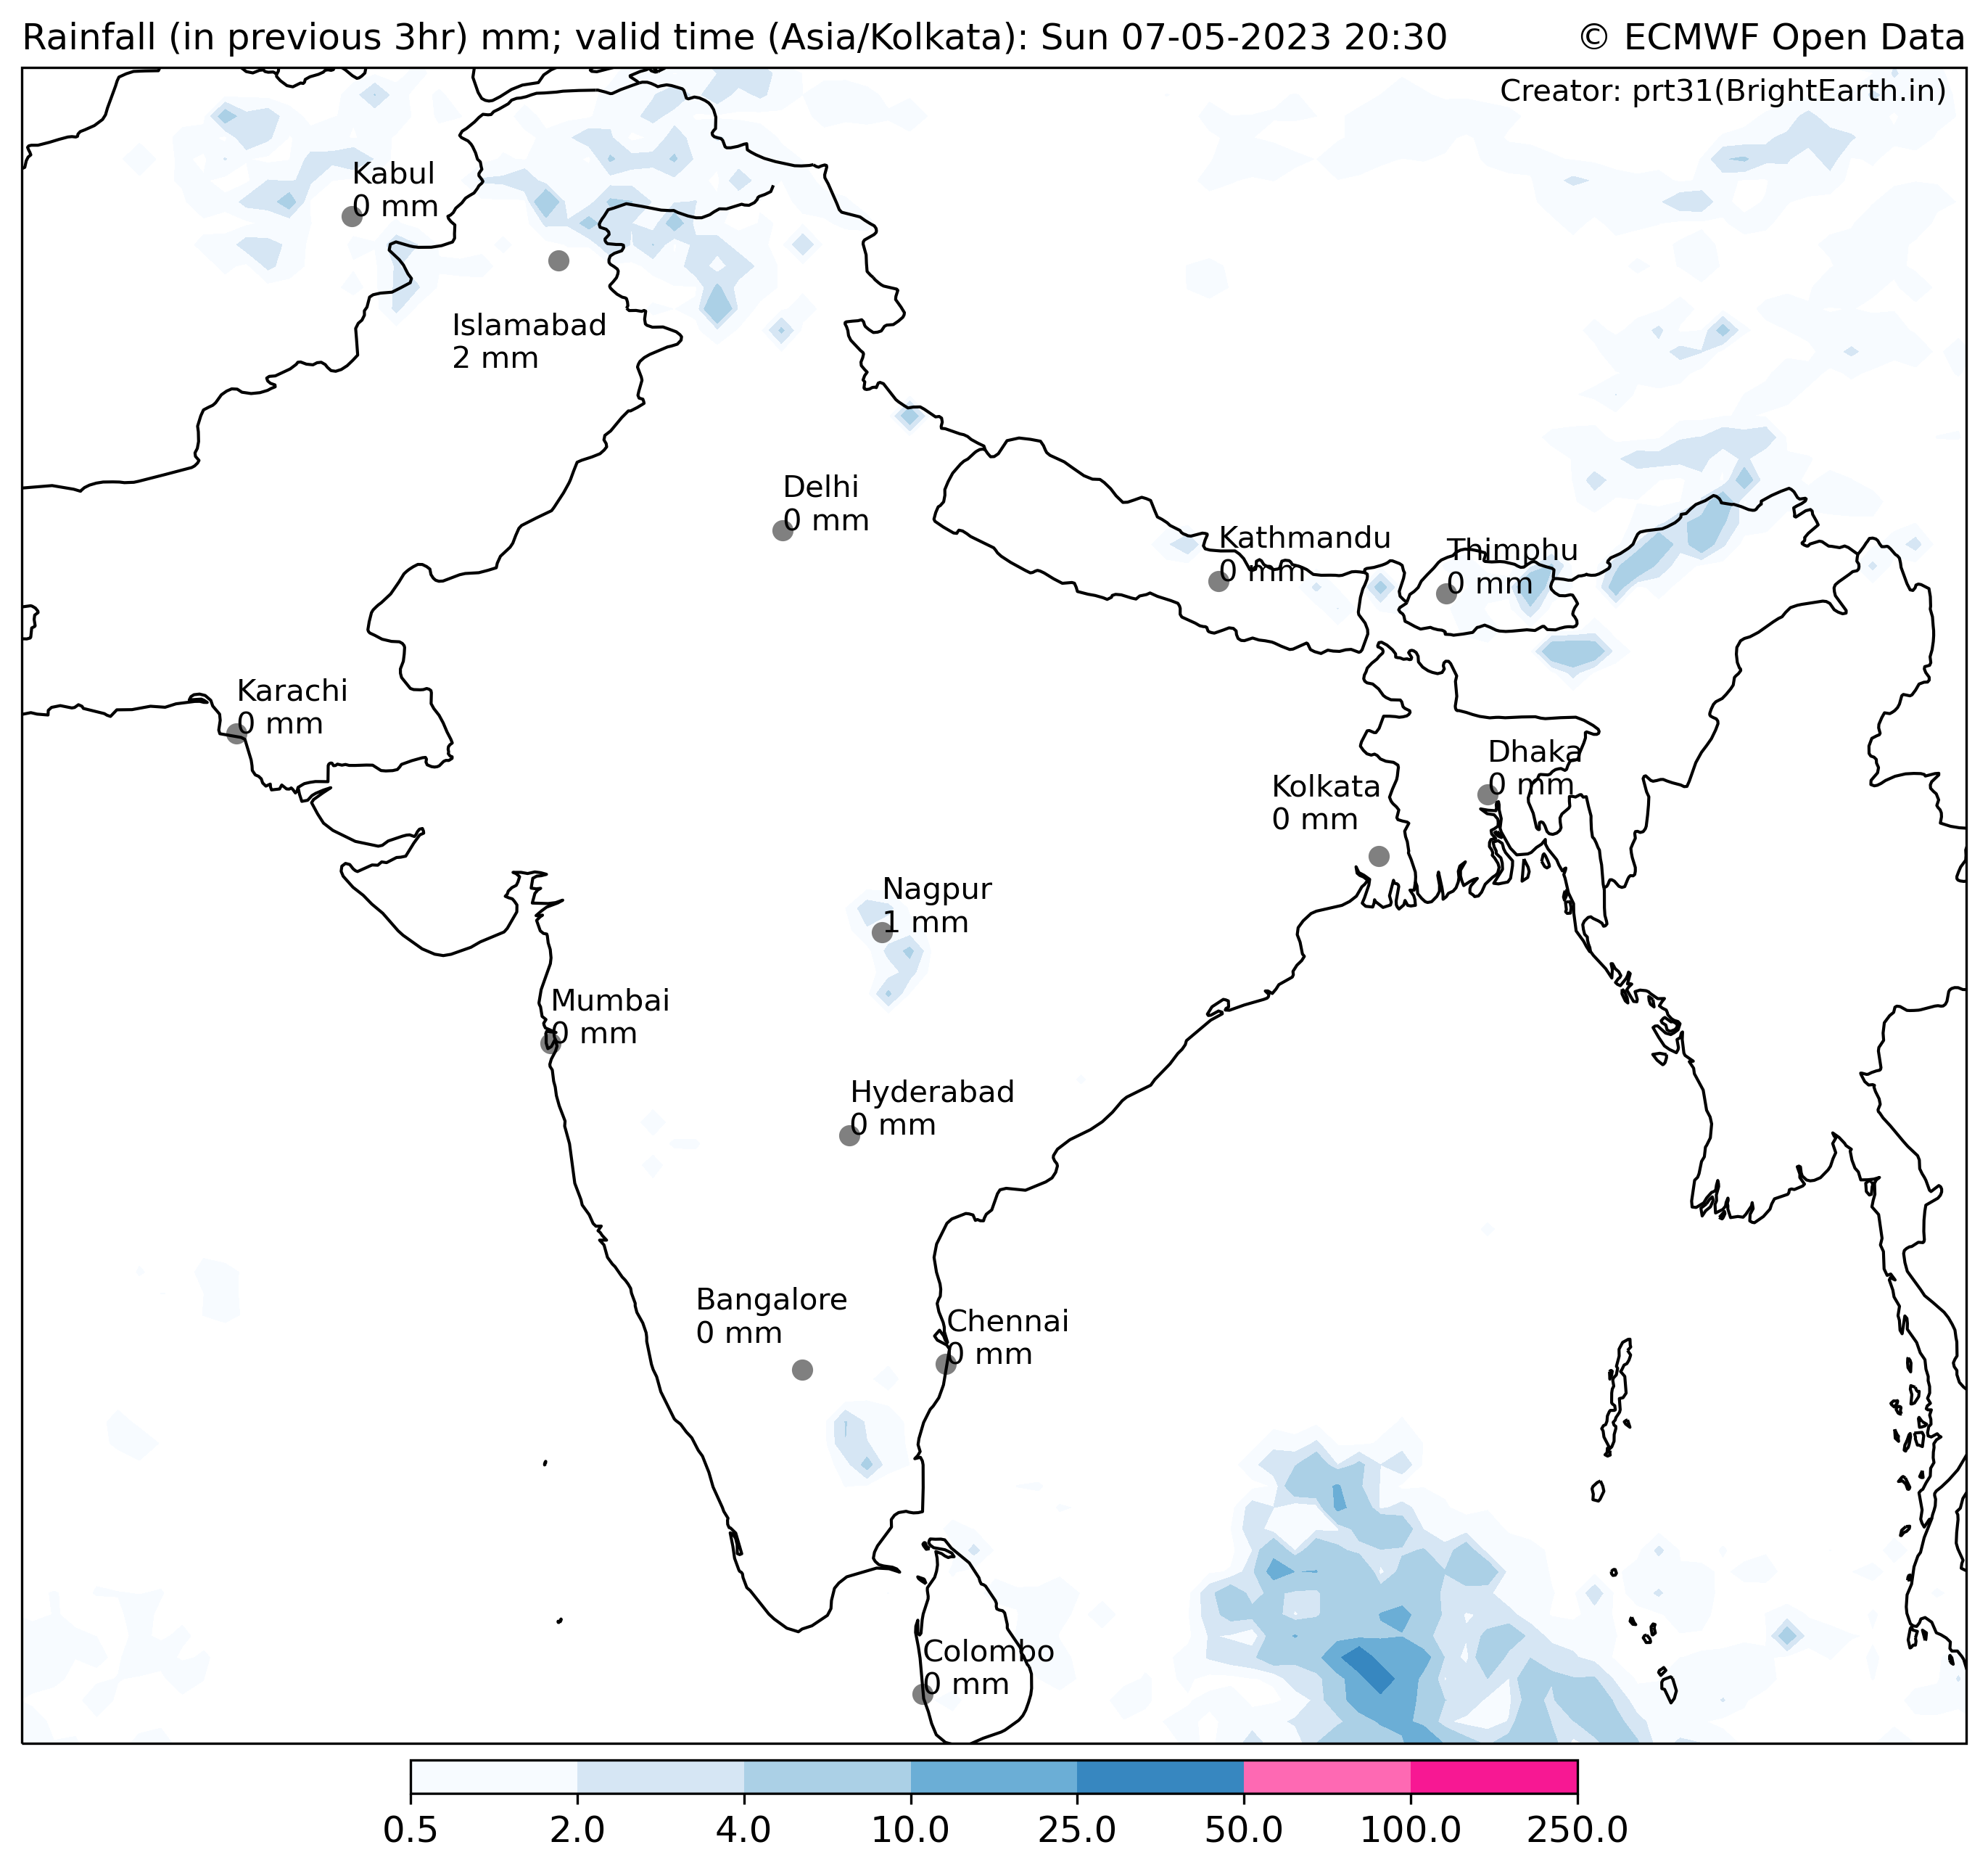 Rainfall (in previous 3hr) mm; valid time (Asia/Kolkata): Sun 07-05-2023 20:30
© ECMWF Open Data
Creator: prt31(BrightEarth.in)
Kabul
0 mm
Islamabad
2 mm
Delhi
0 mm
Kathmandu
0 mm
Thimphu
0 mm
Karachi
0 mm
Dhaka
0 mm
Kolkata
0 mm
Nagpur
1 mm
Mumbai
0 mm
Hyderabad
0 mm
Bangalore
0 mm
Chennai
0 mm
Colombo
0 mm
0.5 2.0 4.0 10.0 25.0 50.0 100.0 250.0